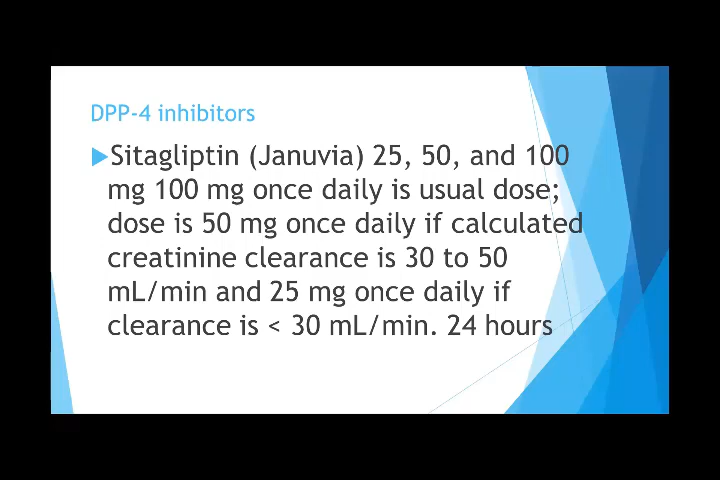 DPP-4 inhibitors
Sitagliptin (Januvia) 25, 50, and 100
mg 100 mg once daily is usual dose;
dose is 50 mg once daily if calculated
creatinine clearance is 30 to 50
mL/min and 25 mg once daily if
clearance is < 30 mL/min. 24 hours